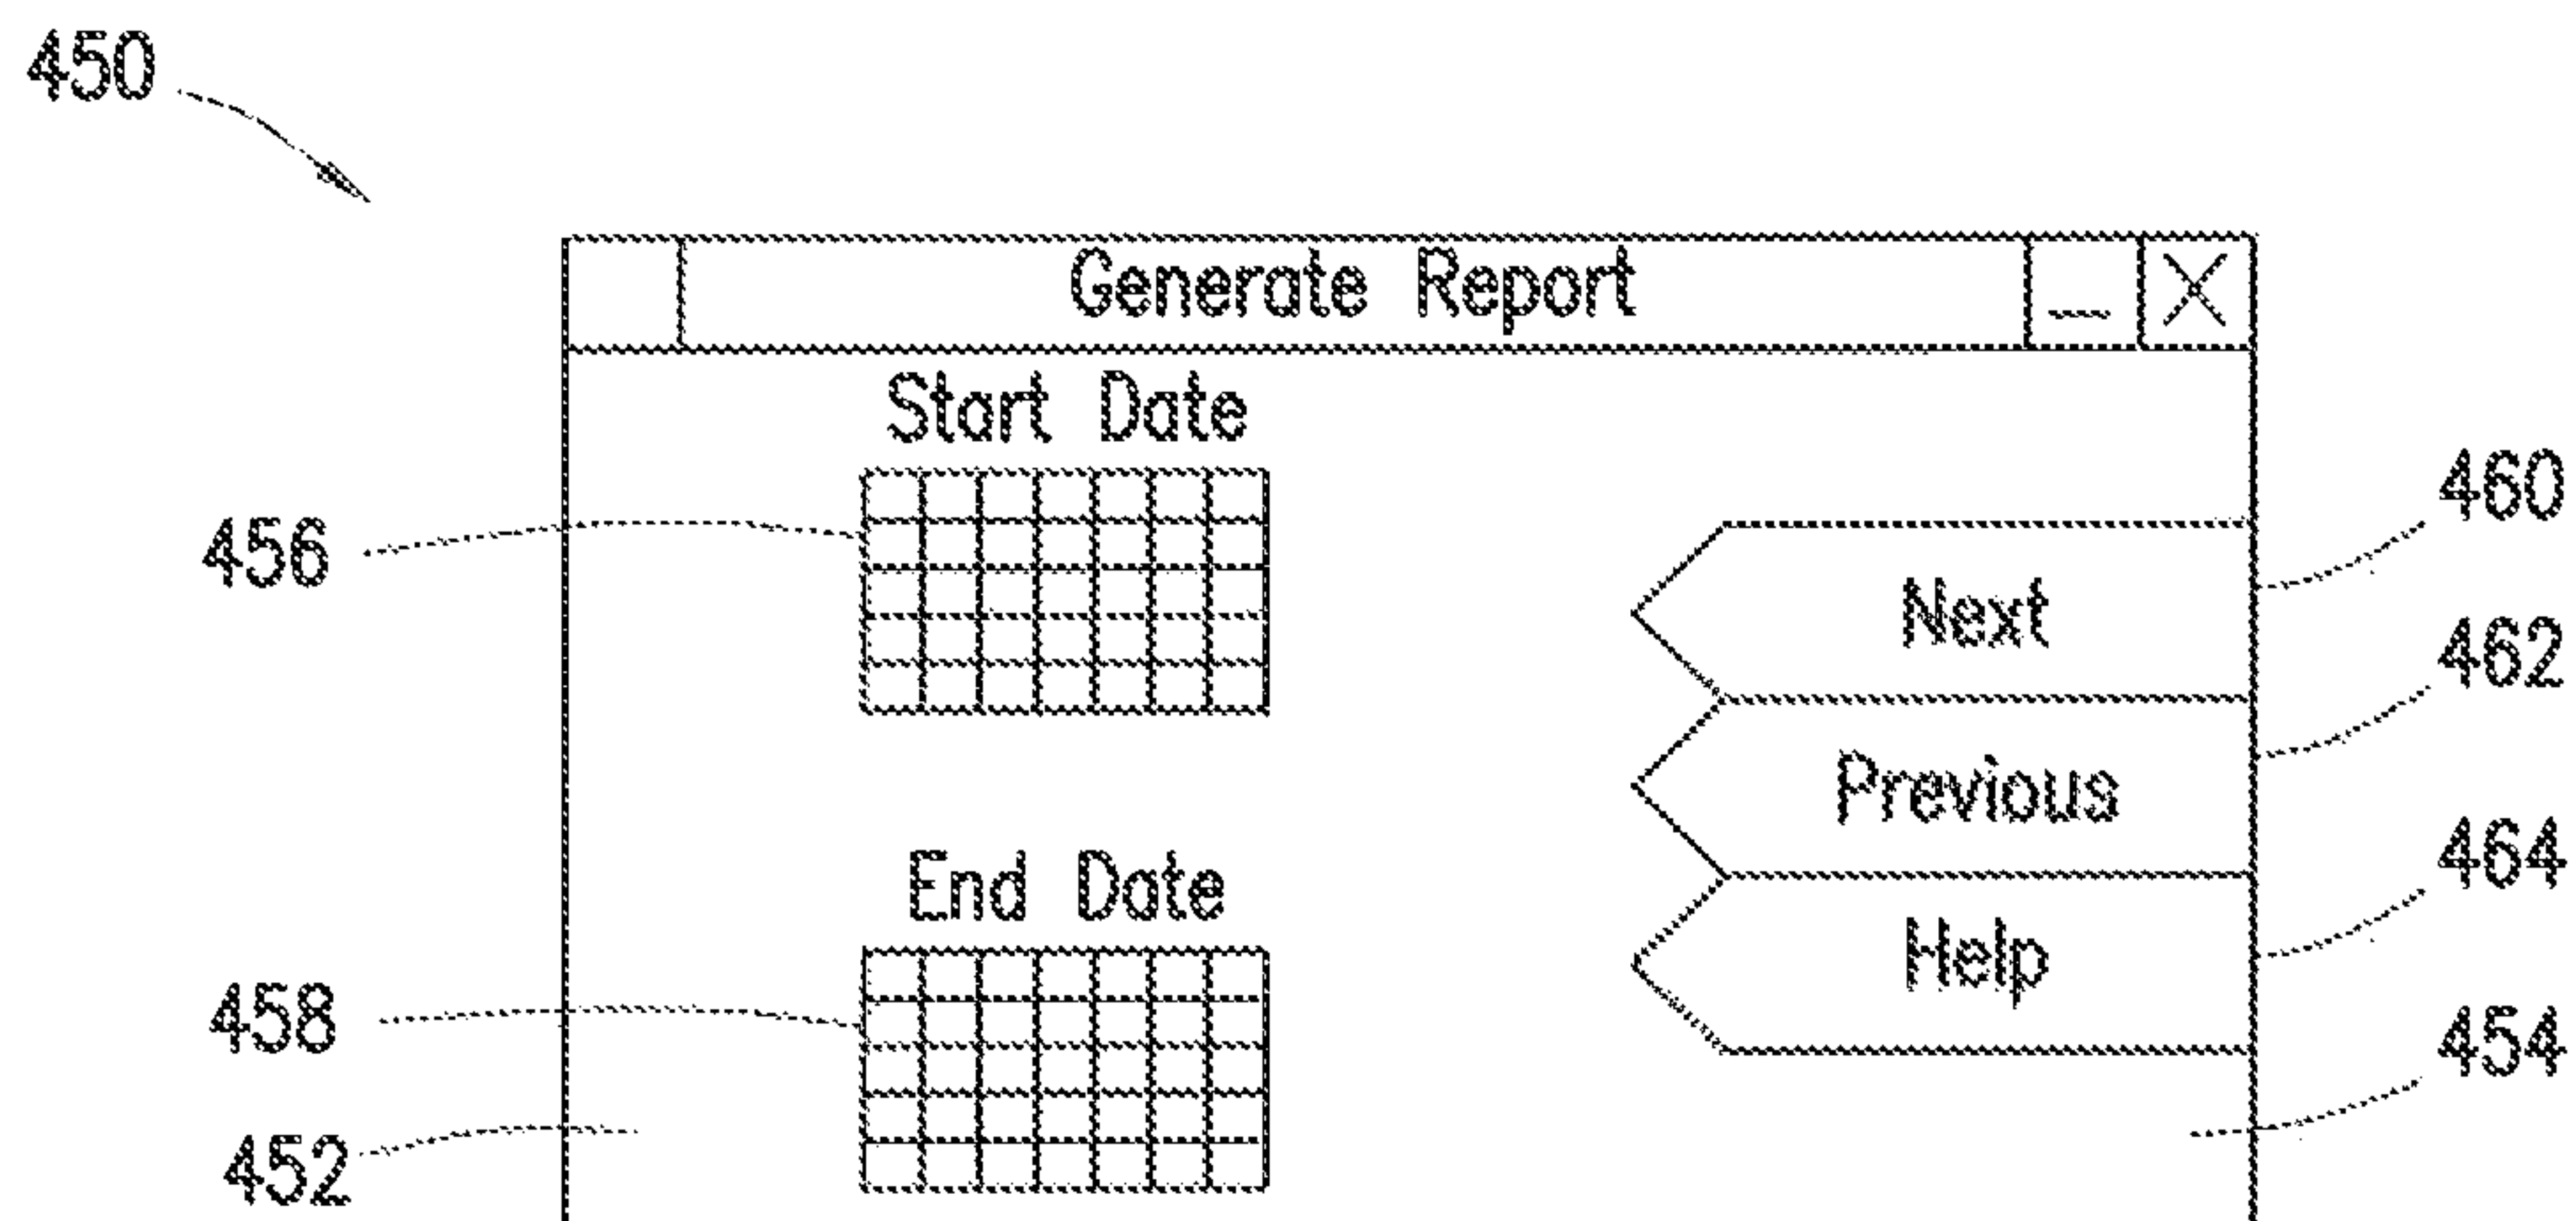 450
Generate Report
Start Date
456
460
Next
462
Previous
End Date
464
Help
458
454
452